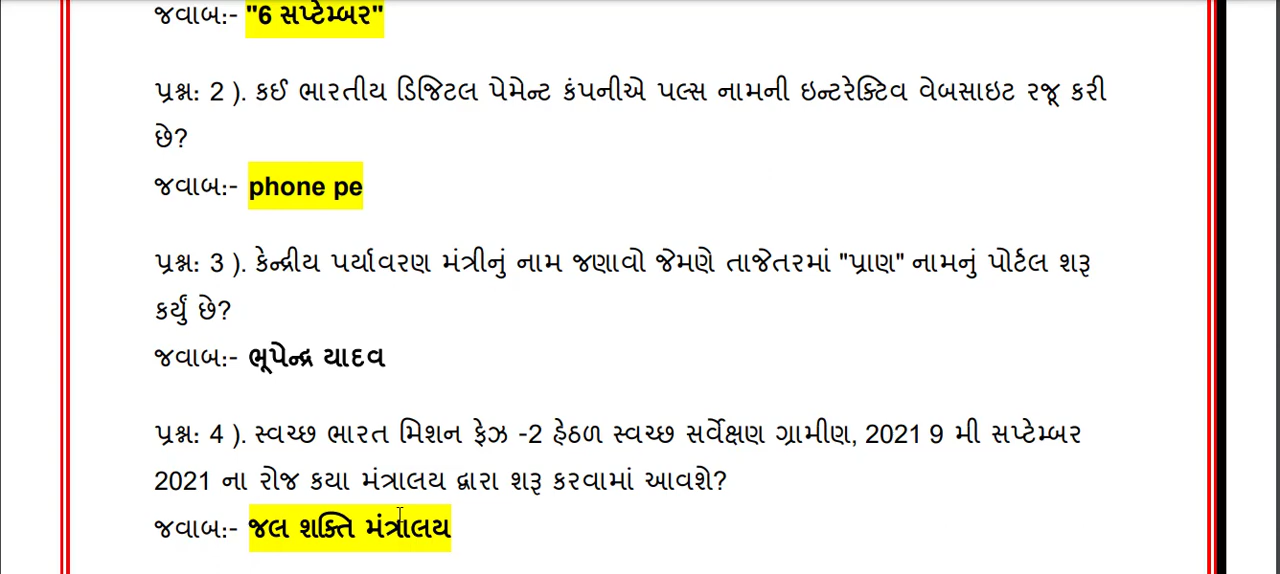 જવાબ:- "6 સપ્ટેમ્બર"
પ્રશ્ન: 2 ). કઈ ભારતીય ડિજિટલ પેમેન્ટ કંપનીએ પલ્સ નામની ઇન્ટરેક્ટિવ વેબસાઇટ રજૂ કરી
છે?
જવાબ:- phone pe
પ્રશ્ન: 3 ). કેન્દ્રીય પર્યાવરણ મંત્રીનું નામ જણાવો જેમણે તાજેતરમાં "પ્રાણ" નામનું પોર્ટલ શરૂ
કર્યું છે?
જવાબ:- ભૂપેન્દ્ર યાદવ
પ્રશ્ન: 4 ). સ્વચ્છ ભારત મિશન ફેઝ -2 હેઠળ સ્વચ્છ સર્વેક્ષણ ગ્રામીણ, 2021 9 મી સપ્ટેમ્બર
2021 ના રોજ કયા મંત્રાલય દ્વારા શરૂ કરવામાં આવશે?
જવાબ:- જલ શક્તિ મંત્રાલય